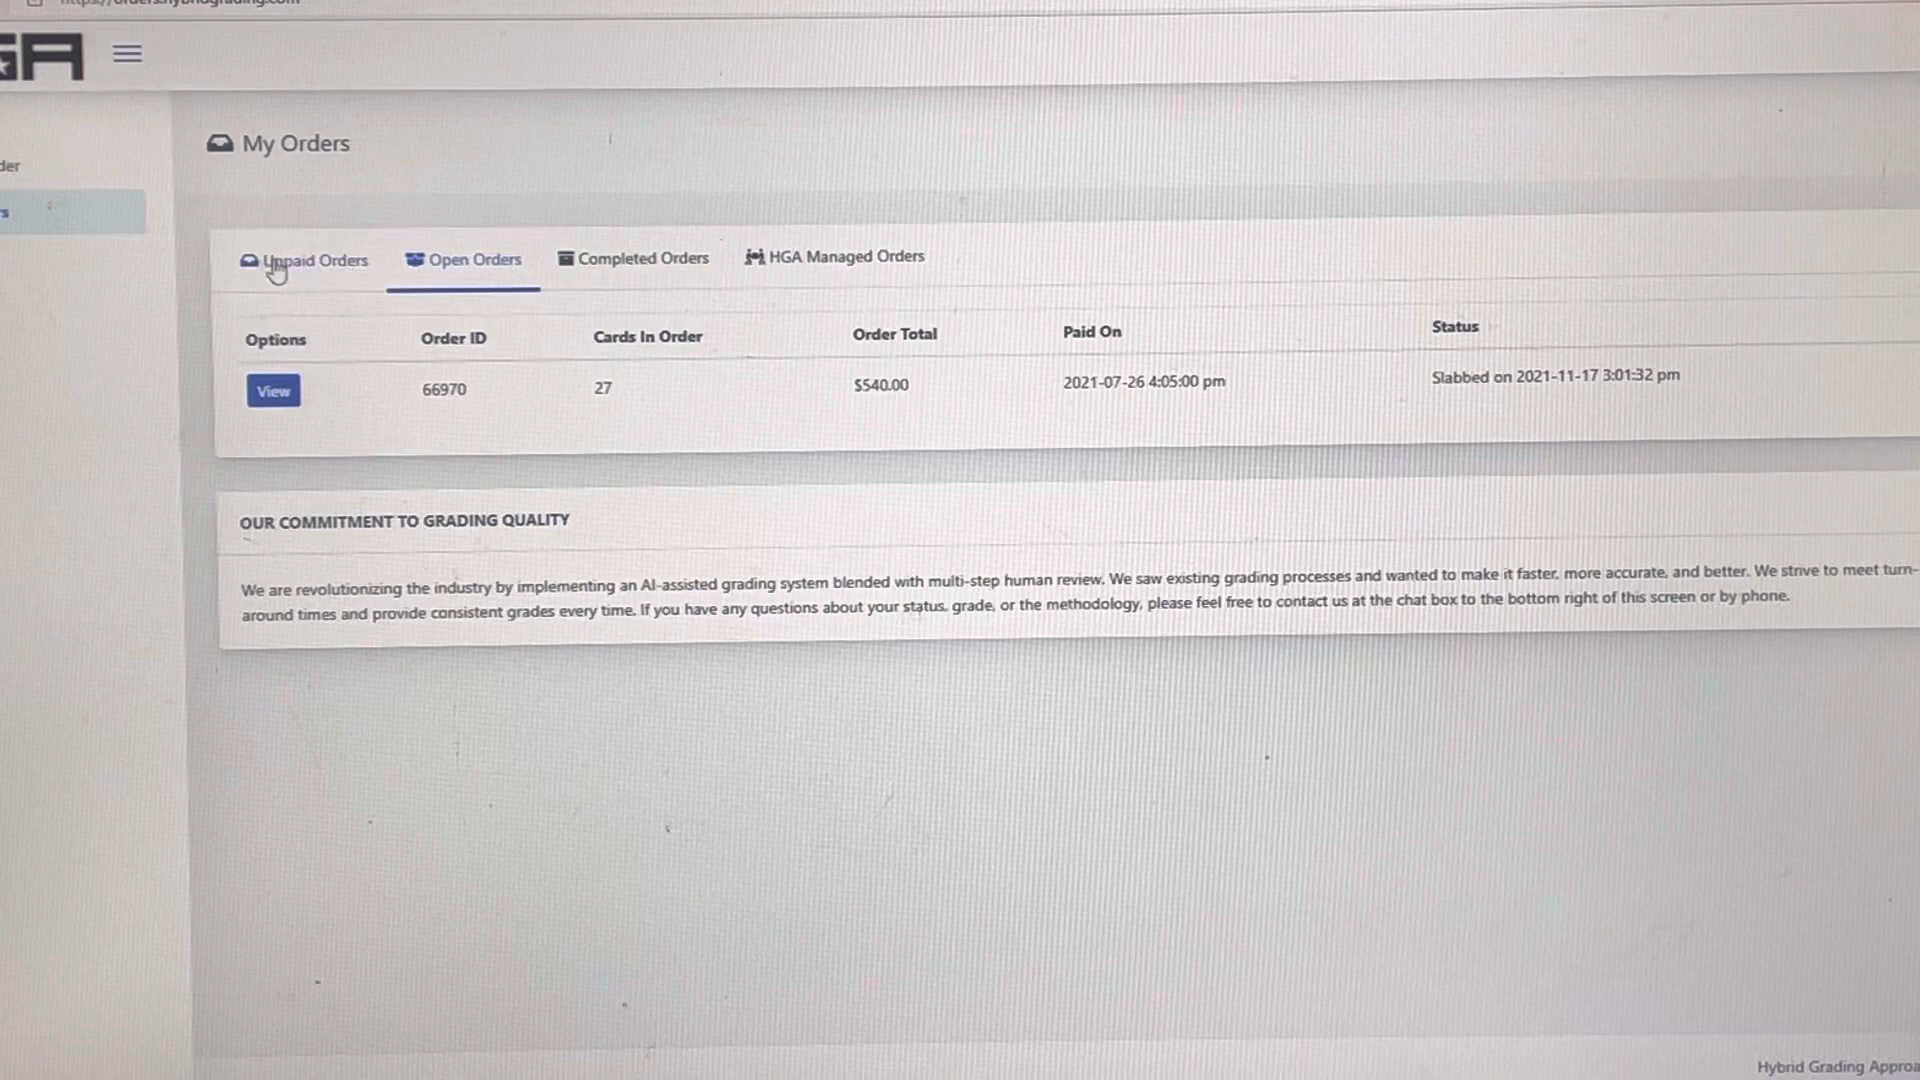 GA
My Orders
Unpaid Orders Open Orders Completed Orders HGA Managed Orders
Options Order ID Cards In Order Order Total Paid On Status
View 66970 27 $540.00 2021-07-26 4:05:00 pm Slabbed on 2021-11-17 3:01:32 pm
OUR COMMITMENT TO GRADING QUALITY
We are revolutionizing the industry by implementing an AI-assisted grading system blended with multi-step human review. We saw existing grading processes and wanted to make it faster, more accurate, and better. We strive to meet turn-
around times and provide consistent grades every time. If you have any questions about your status, grade, or the methodology, please feel free to contact us at the chat box to the bottom right of this screen or by phone.
Hybrid Grading Approa